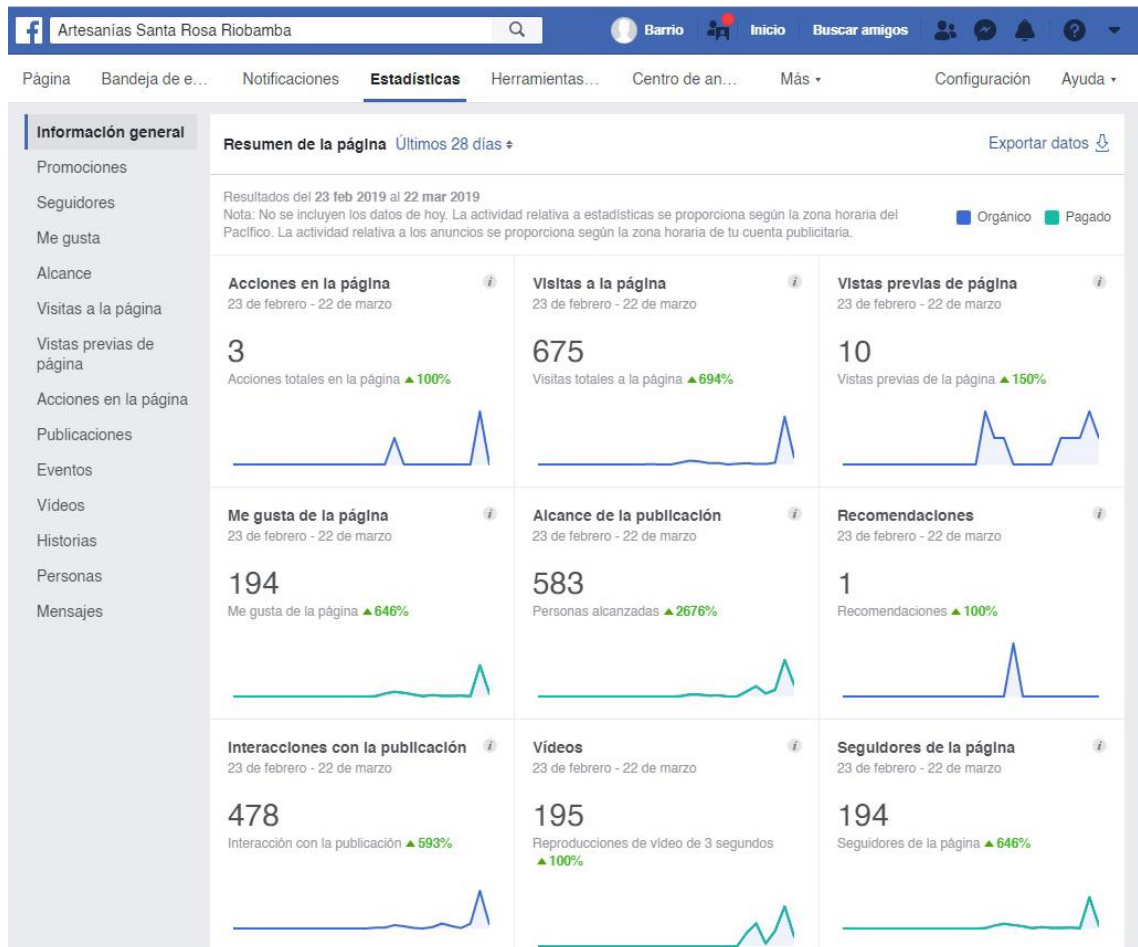 Artesanías Santa Rosa Riobamba
Barrio
Inicio
Buscar amigos
Página
Bandeja de e...
Notificaciones
Estadísticas
Herramientas...
Centro de an...
Más
Configuración
Ayuda
Información general
Promociones
Seguidores
Me gusta
Alcance
Visitas a la página
Vistas previas de
página
Acciones en la página
Publicaciones
Eventos
Vídeos
Historias
Personas
Mensajes
Resumen de la página Últimos 28 días
Exportar datos
Resultados del 23 feb 2019 al 22 mar 2019
Nota: No se incluyen los datos de hoy. La actividad relativa a estadísticas se proporciona según la zona horaria del
Pacífico. La actividad relativa a los anuncios se proporciona según la zona horaria de tu cuenta publicitaria.
Orgánico
Pagado
Acciones en la página
23 de febrero - 22 de marzo
3
Acciones totales en la página 100%
Visitas a la página
23 de febrero - 22 de marzo
675
Visitas totales a la página 694%
Vistas previas de página
23 de febrero - 22 de marzo
10
Vistas previas de la página 150%
Me gusta de la página
23 de febrero - 22 de marzo
194
Me gusta de la página 646%
Alcance de la publicación
23 de febrero - 22 de marzo
583
Personas alcanzadas 2676%
Recomendaciones
23 de febrero - 22 de marzo
1
Recomendaciones 100%
Interacciones con la publicación
23 de febrero - 22 de marzo
478
Interacción con la publicación 593%
Vídeos
23 de febrero - 22 de marzo
195
Reproducciones de vídeo de 3 segundos
100%
Seguidores de la página
23 de febrero - 22 de marzo
194
Seguidores de la página 646%